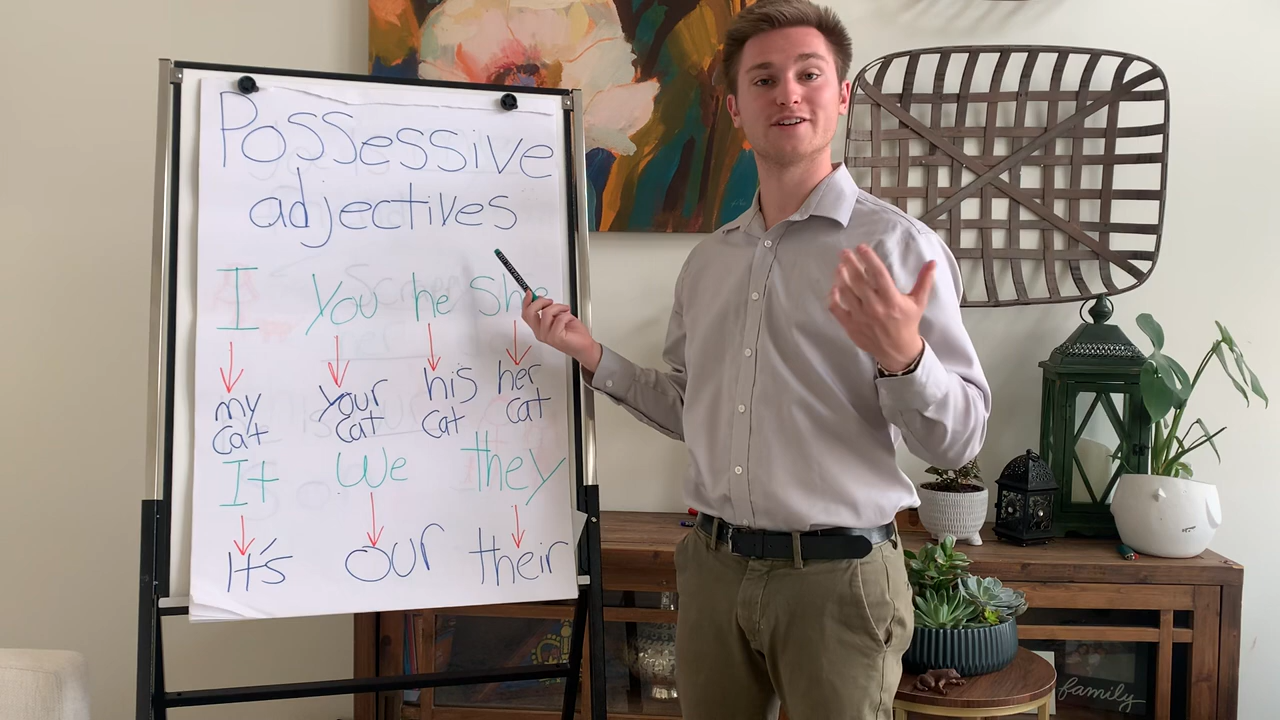 Possessive
adjectives
I You he She
my your his her
cat cat cat cat
It We they
It's our their
family